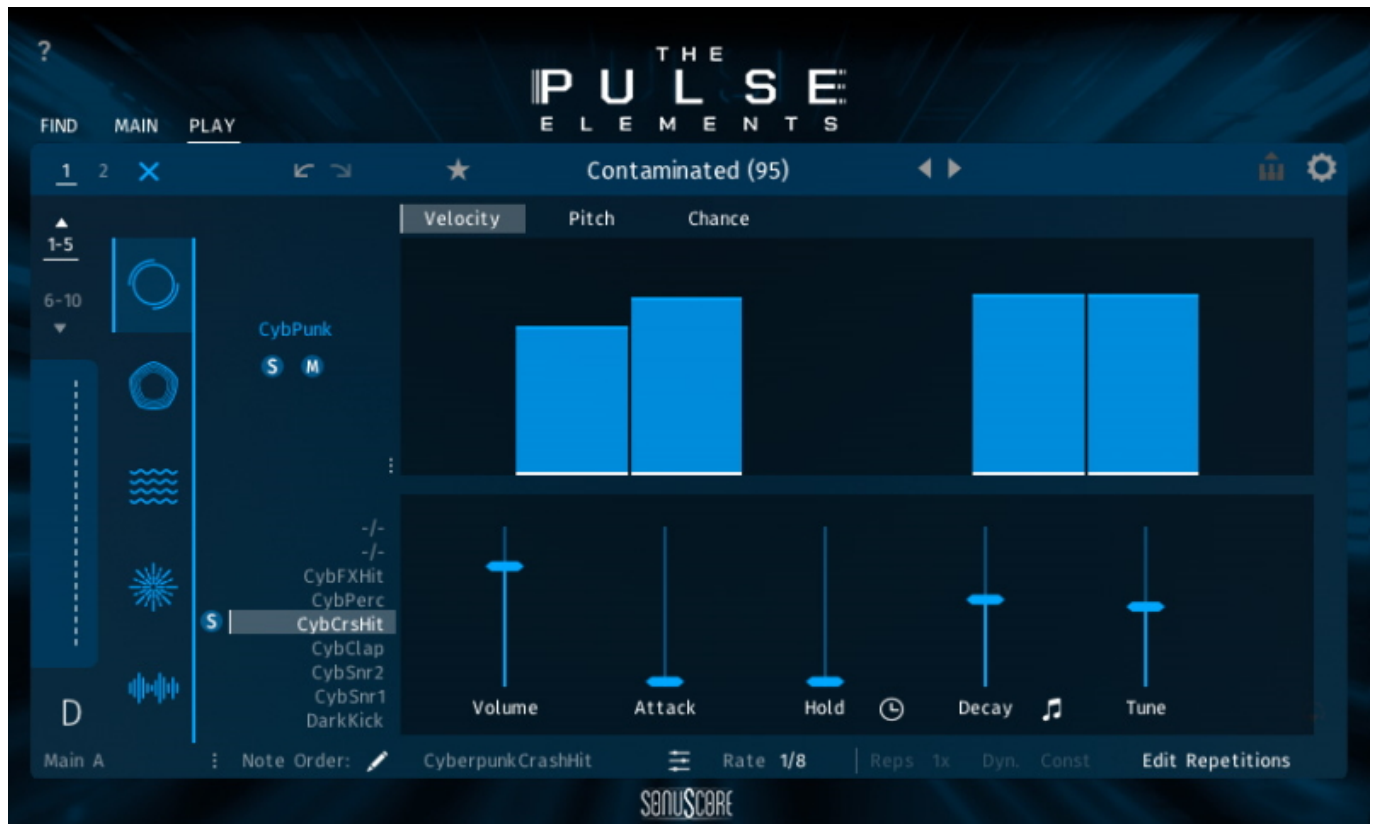 ?
THE
PULSE
ELEMENTS
FIND MAIN PLAY
1 2 Contaminated (95)
Velocity Pitch Chance
1-5
6-10
CybPunk
S M
-/-
-/-
CybFXHit
CybPerc
S CybCrsHit
CybClap
CybSnr2
CybSnr1
DarkKick
Volume Attack Hold Decay Tune
D
Main A Note Order: CyberpunkCrashHit Rate 1/8 Reps 1x Dyn. Const Edit Repetitions
SONUSCORE